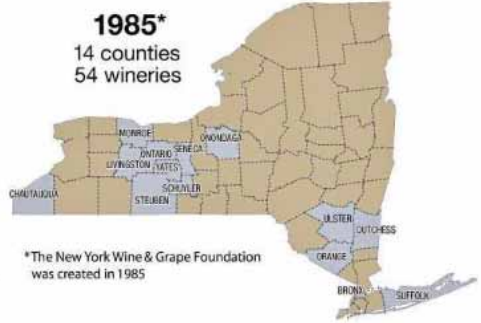 1985*
14 counties
54 wineries
MONROE
ONONDAGA
ONTARIO
SENECA
LIVINGSTON
YATES
CHAUTAUQUA
SCHUYLER
STEUBEN
ULSTER
DUTCHESS
*The New York Wine & Grape Foundation
was created in 1985
ORANGE
BRONX
SUFFOLK